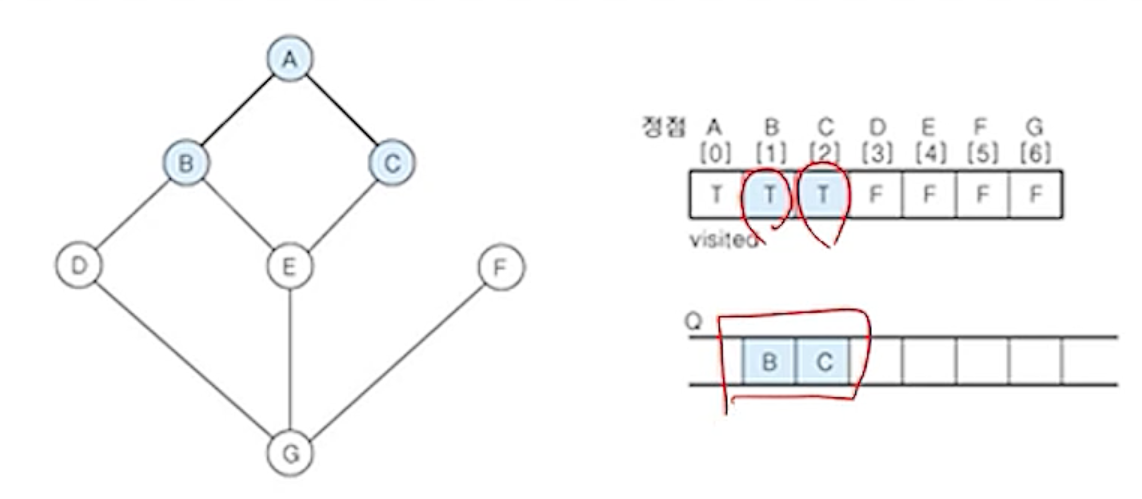 A
B C
D E F
G
정점 A B C D E F G
[0] [1] [2] [3] [4] [5] [6]
T T T F F F F
visited
Q
B C